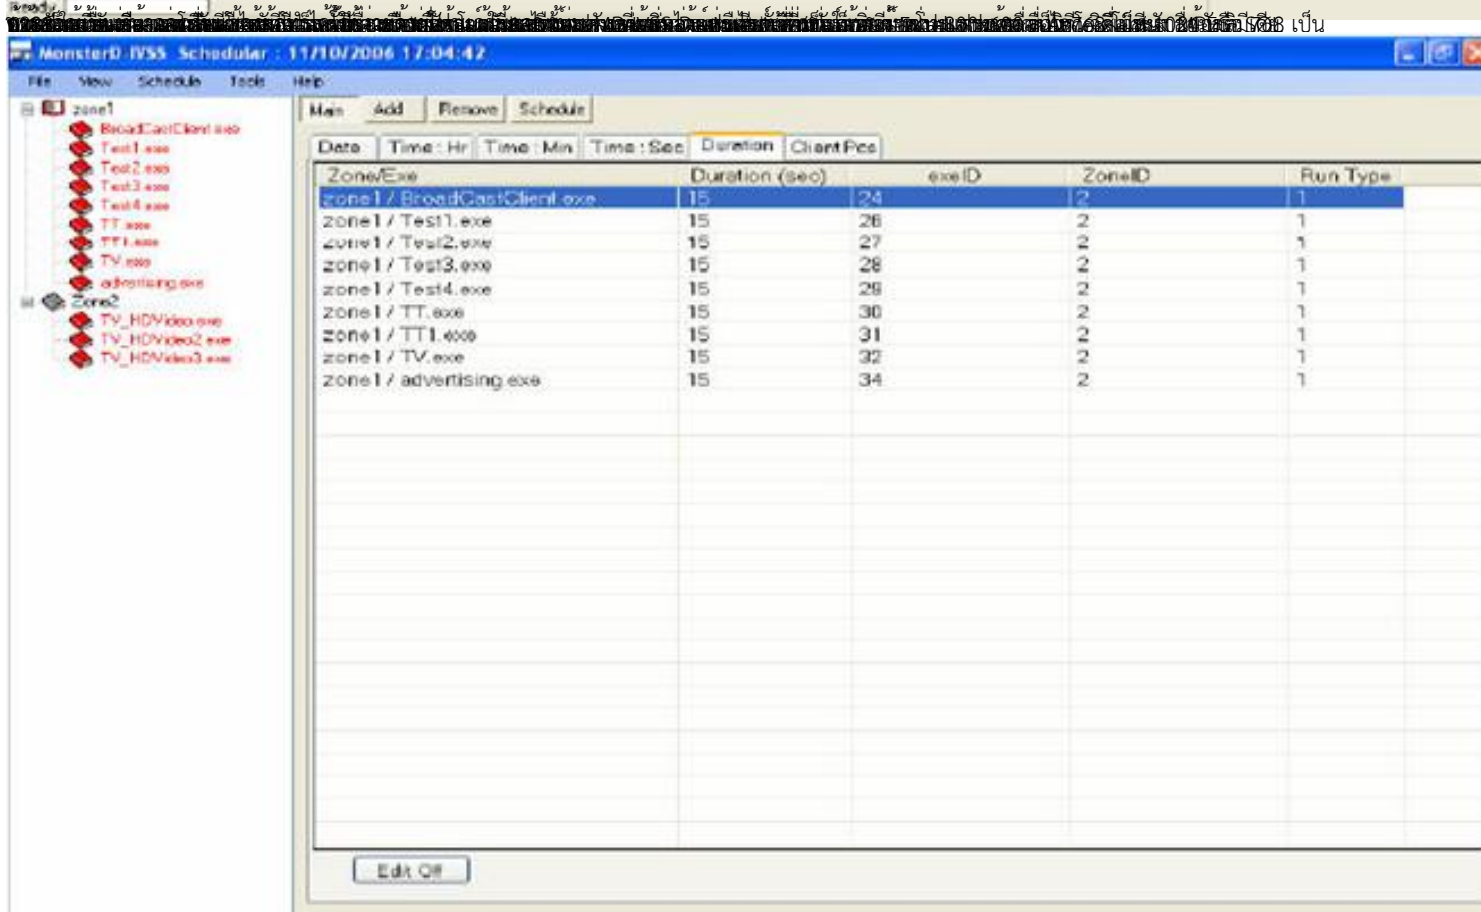 Ready
เป็น
MonsterD IVSS Schedular : 11/10/2006 17:04:42
File View Schedule Tools Help
zone1
BroadCastClient.exe
Test1.exe
Test2.exe
Test3.exe
Test4.exe
TT.exe
TT1.exe
TV.exe
advertising.exe
Zone2
TV_HDVideo.exe
TV_HDVideo2.exe
TV_HDVideo3.exe
Main Add Remove Schedule
Date Time : Hr Time : Min Time : Sec Duration Client Pcs
Zone/Exe Duration (sec) exeID ZoneID Run Type
zone1 / BroadCastClient.exe 15 24 2 1
zone1 / Test1.exe 15 26 2 1
zone1 / Test2.exe 15 27 2 1
zone1 / Test3.exe 15 28 2 1
zone1 / Test4.exe 15 29 2 1
zone1 / TT.exe 15 30 2 1
zone1 / TT1.exe 15 31 2 1
zone1 / TV.exe 15 32 2 1
zone1 / advertising.exe 15 34 2 1
Edit Off